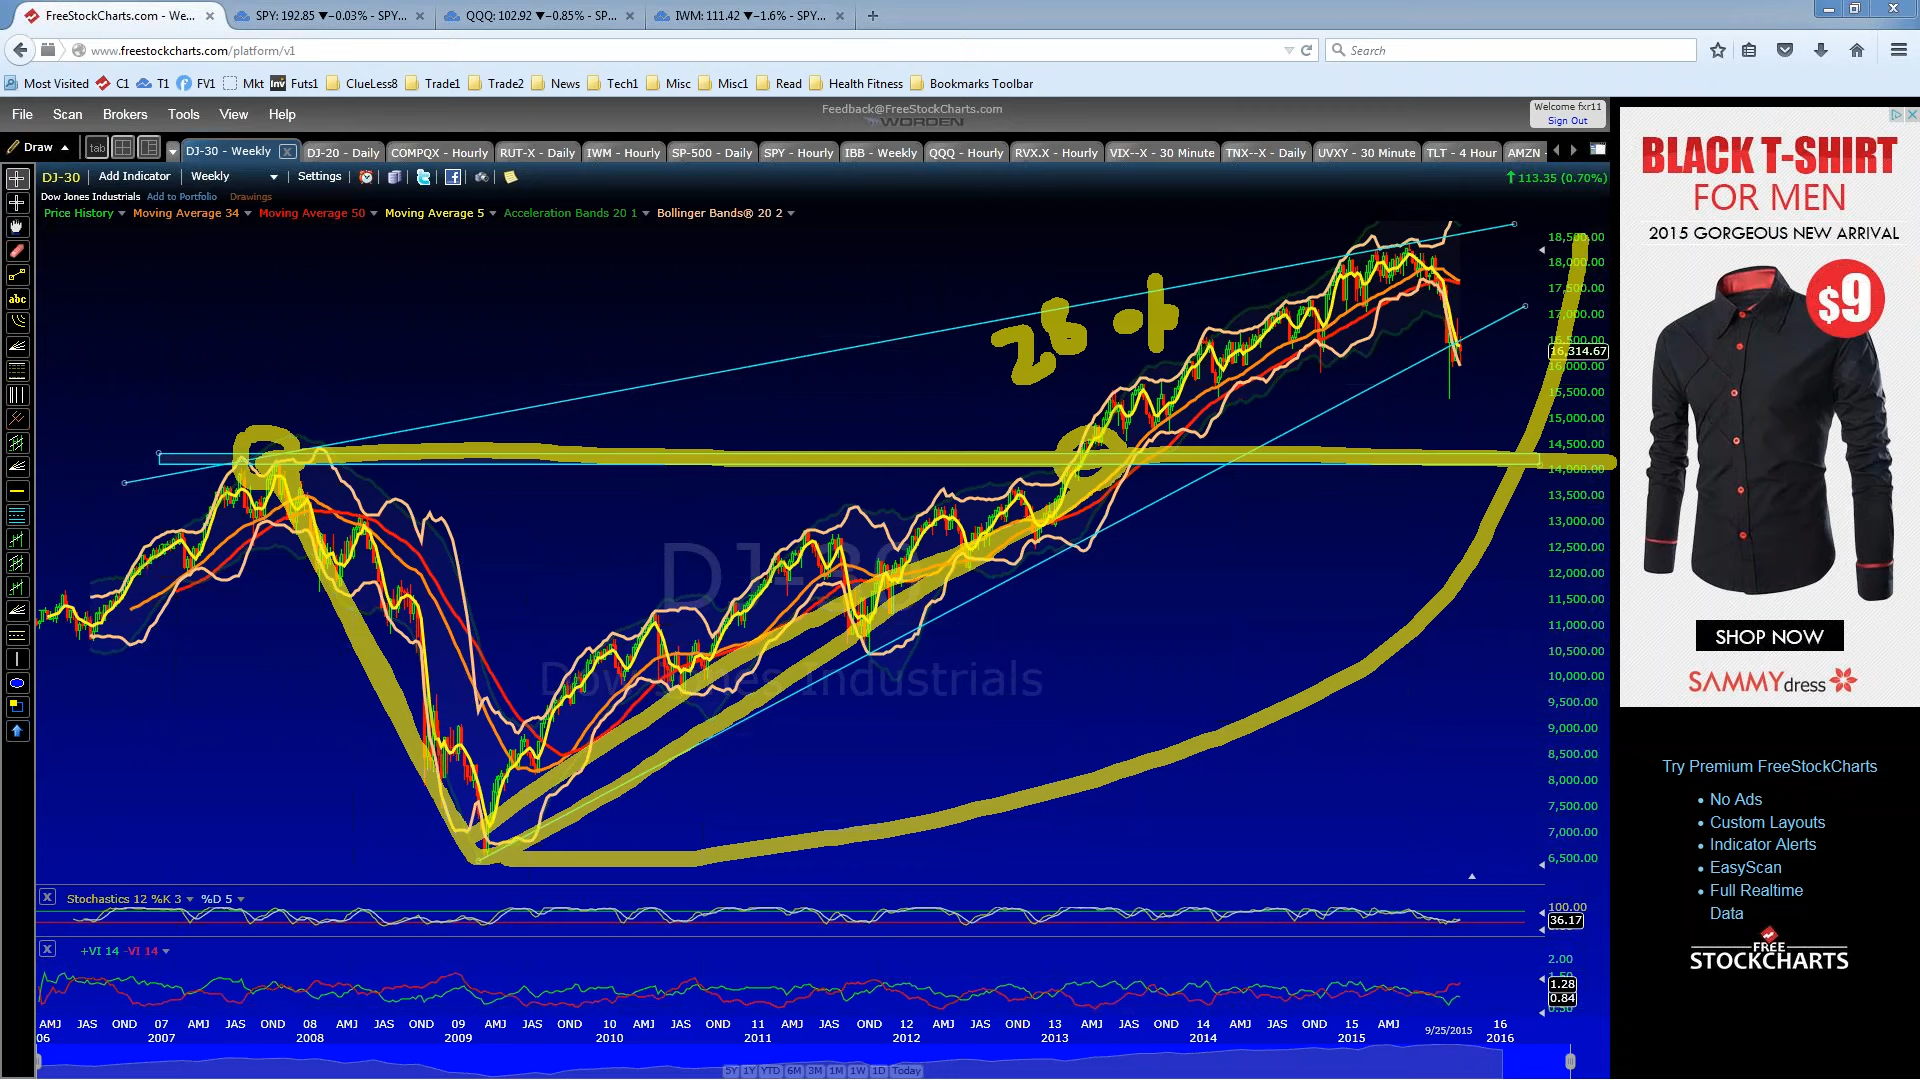 FreeStockCharts.com - We...
SPY: 192.85 ▼−0.03% - SPY...
QQQ: 102.92 ▼−0.85% - SP...
IWM: 111.42 ▼−1.6% - SPY...
www.freestockcharts.com/platform/v1
Search
Most Visited C1 T1 FV1 Mkt Futs1 ClueLess8 Trade1 Trade2 News Tech1 Misc Misc1 Read Health Fitness Bookmarks Toolbar
File Scan Brokers Tools View Help
Feedback@FreeStockCharts.com
WORDEN
Welcome fxr11
Sign Out
Draw tab DJ-30 - Weekly DJ-20 - Daily COMPQX - Hourly RUT-X - Daily IWM - Hourly SP-500 - Daily SPY - Hourly IBB - Weekly QQQ - Hourly RVX.X - Hourly VIX--X - 30 Minute TNX--X - Daily UVXY - 30 Minute TLT - 4 Hour AMZN -
DJ-30 Add Indicator Weekly Settings
113.35 (0.70%)
Dow Jones Industrials Add to Portfolio Drawings
Price History Moving Average 34 Moving Average 50 Moving Average 5 Acceleration Bands 20 1 Bollinger Bands® 20 2
abc
28
18,500.00
18,000.00
17,500.00
17,000.00
16,500.00
16,314.67
16,000.00
15,500.00
15,000.00
14,500.00
14,000.00
13,500.00
13,000.00
12,500.00
12,000.00
11,500.00
11,000.00
10,500.00
10,000.00
9,500.00
9,000.00
8,500.00
8,000.00
7,500.00
7,000.00
6,500.00
DJ-30
Dow Jones Industrials
Stochastics 12 %K 3 %D 5
100.00
36.17
+VI 14 -VI 14
2.00
1.50
1.28
0.84
0.50
AMJ JAS OND 07 AMJ JAS OND 08 AMJ JAS OND 09 AMJ JAS OND 10 AMJ JAS OND 11 AMJ JAS OND 12 AMJ JAS OND 13 AMJ JAS OND 14 AMJ JAS OND 15 AMJ 16
06 2007 2008 2009 2010 2011 2012 2013 2014 2015 9/25/2015 2016
5Y 1Y YTD 6M 3M 1M 1W 1D Today
BLACK T-SHIRT
FOR MEN
2015 GORGEOUS NEW ARRIVAL
$9
SHOP NOW
SAMMYdress
Try Premium FreeStockCharts
No Ads
Custom Layouts
Indicator Alerts
EasyScan
Full Realtime
Data
FREE
STOCKCHARTS